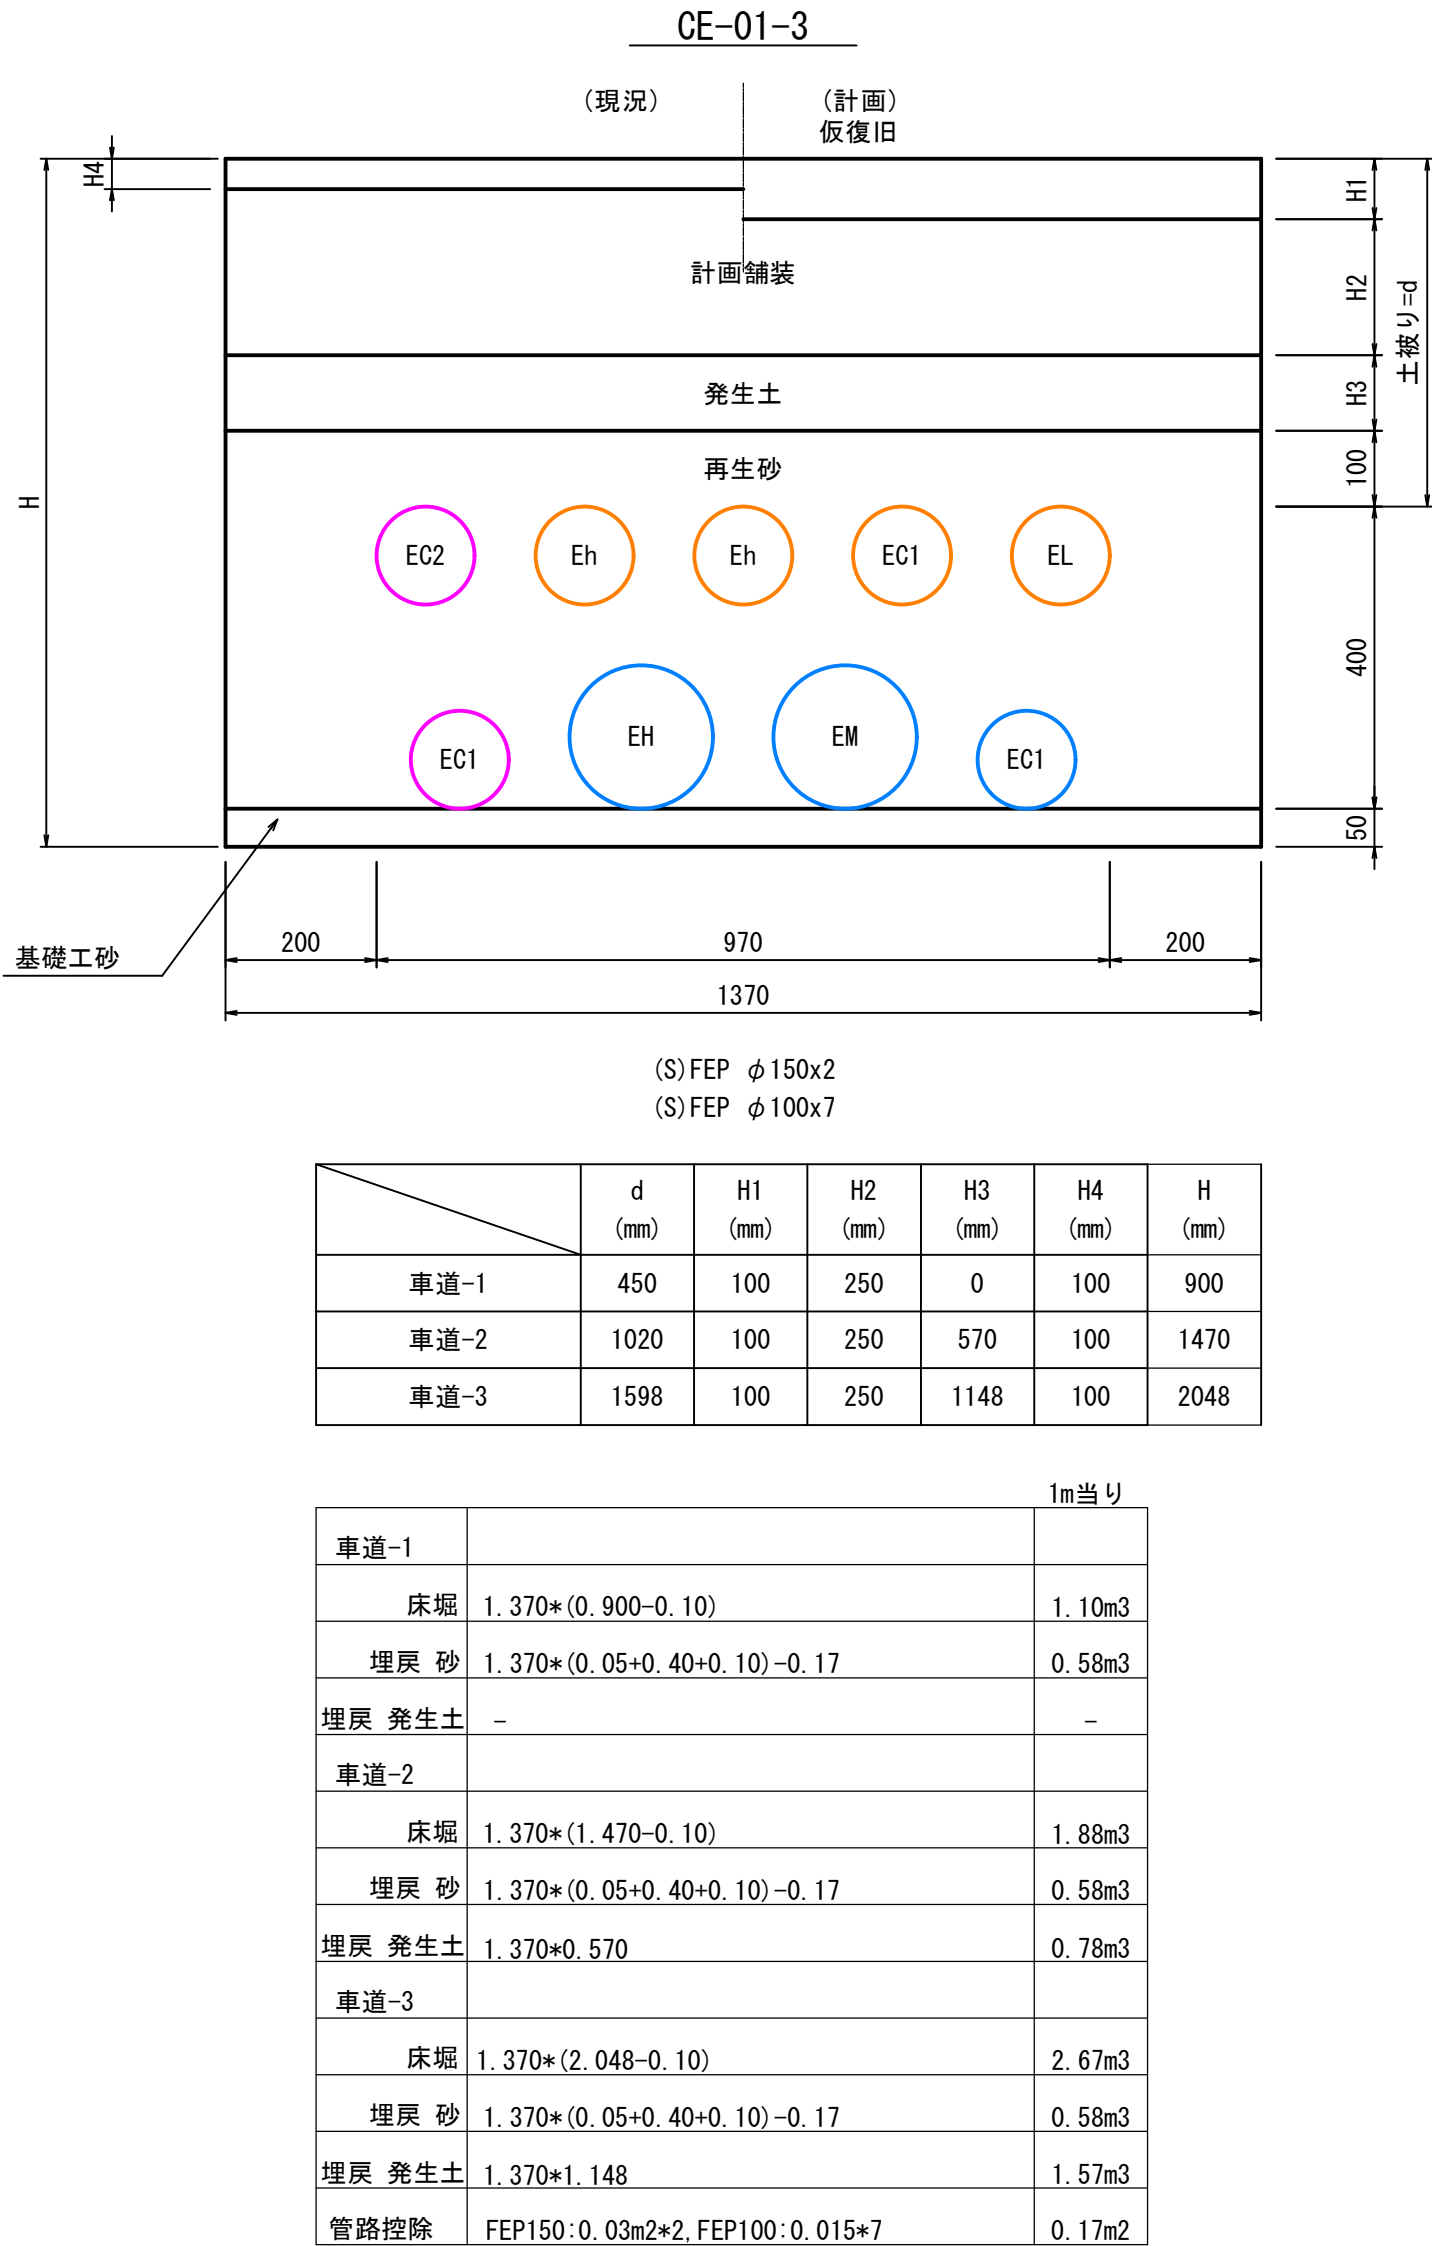 CE-01-3
(現況)
(計画)
仮復旧
H4
H1
計画舗装
H2
土被り=d
発生土
H3
再生砂
100
H
EC2
Eh
Eh
EC1
EL
400
EC1
EH
EM
EC1
50
基礎工砂
200
970
200
1370
(S)FEP φ150x2
(S)FEP φ100x7
d H1 H2 H3 H4 H
(mm) (mm) (mm) (mm) (mm) (mm)
車道-1 450 100 250 0 100 900
車道-2 1020 100 250 570 100 1470
車道-3 1598 100 250 1148 100 2048
1m当り
車道-1
床堀 1.370*(0.900-0.10) 1.10m3
埋戻 砂 1.370*(0.05+0.40+0.10)-0.17 0.58m3
埋戻 発生土 - -
車道-2
床堀 1.370*(1.470-0.10) 1.88m3
埋戻 砂 1.370*(0.05+0.40+0.10)-0.17 0.58m3
埋戻 発生土 1.370*0.570 0.78m3
車道-3
床堀 1.370*(2.048-0.10) 2.67m3
埋戻 砂 1.370*(0.05+0.40+0.10)-0.17 0.58m3
埋戻 発生土 1.370*1.148 1.57m3
管路控除 FEP150:0.03m2*2,FEP100:0.015*7 0.17m2